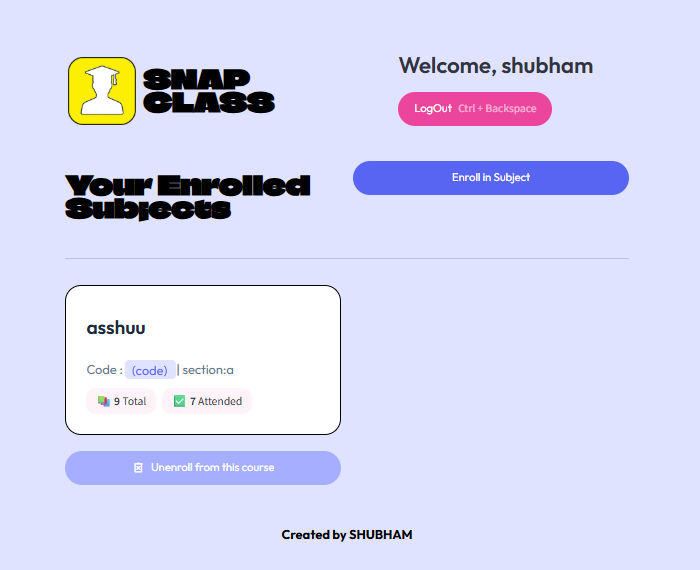 SNAP
CLASS
Welcome, shubham
LogOut Ctrl + Backspace
Your Enrolled
Subjects
Enroll in Subject
asshuu
Code : (code) | section:a
9 Total
7 Attended
Unenroll from this course
Created by SHUBHAM